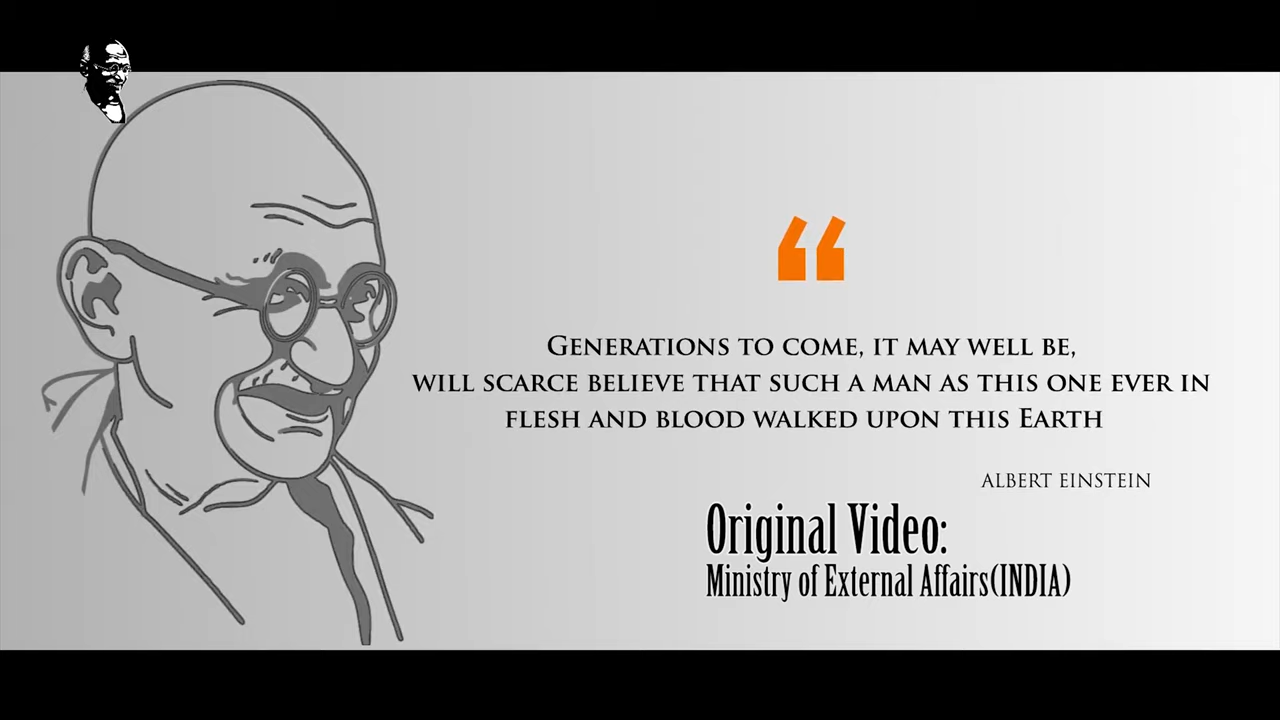 “
GENERATIONS TO COME, IT MAY WELL BE,
WILL SCARCE BELIEVE THAT SUCH A MAN AS THIS ONE EVER IN
FLESH AND BLOOD WALKED UPON THIS EARTH
ALBERT EINSTEIN
Original Video:
Ministry of External Affairs(INDIA)